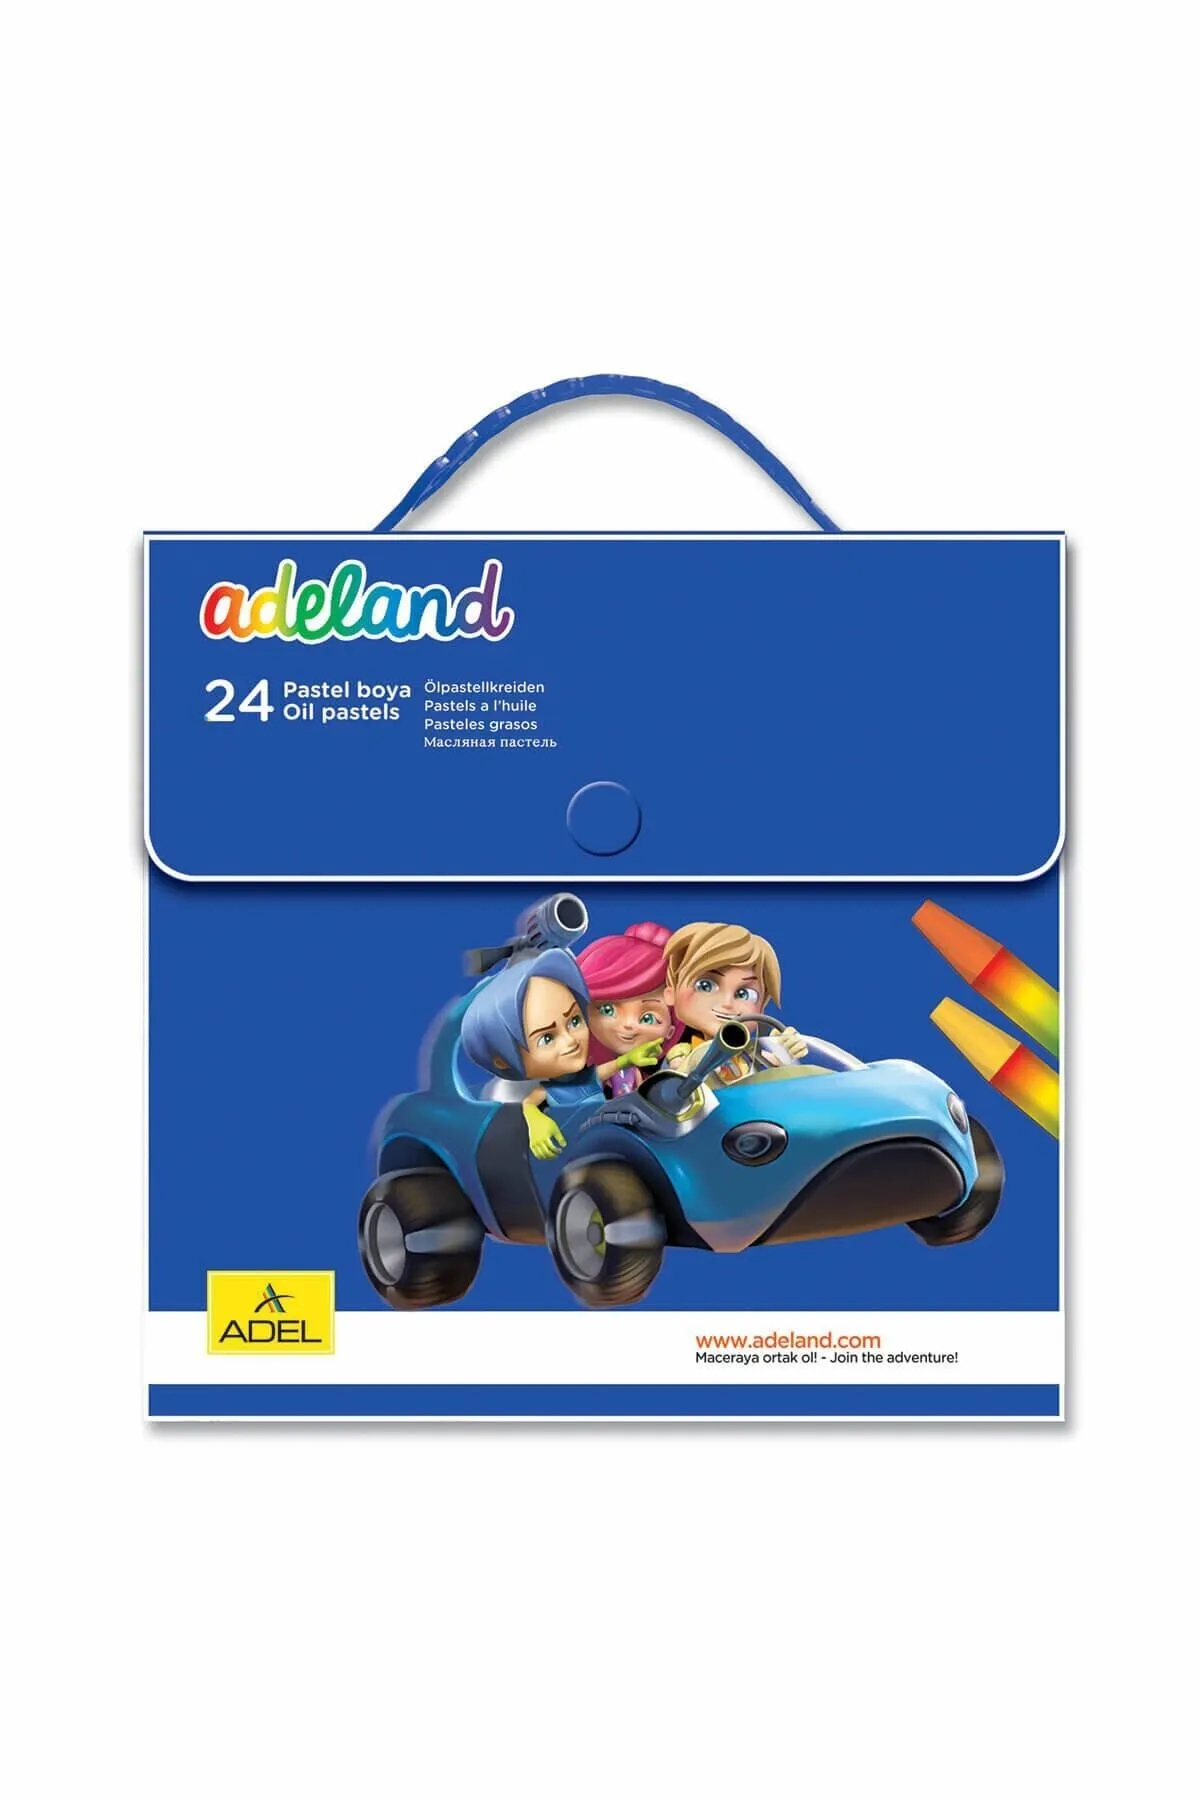 adeland
24 Pastel boya
Oil pastels
Ölpastellkreiden
Pastels a l'huile
Pasteles grasos
Масляная пастель
ADEL
www.adeland.com
Maceraya ortak ol! - Join the adventure!